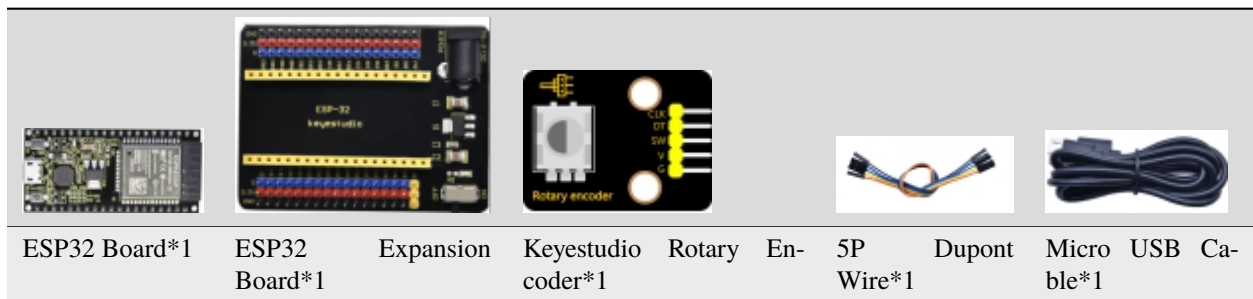 ESP-32
keyestudio
CLK
DT
SW
V
G
Rotary encoder
ESP32 Board*1
ESP32 Expansion
Board*1
Keyestudio Rotary En-
coder*1
5P Dupont
Wire*1
Micro USB Ca-
ble*1